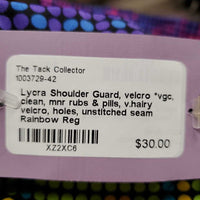 The Tack Collector
1003729-42
Lycra Shoulder Guard, velcro *vgc,
clean, mnr rubs & pills, v.hairy
velcro, holes, unstitched seam
Rainbow Reg
XZ2XC6
$30.00